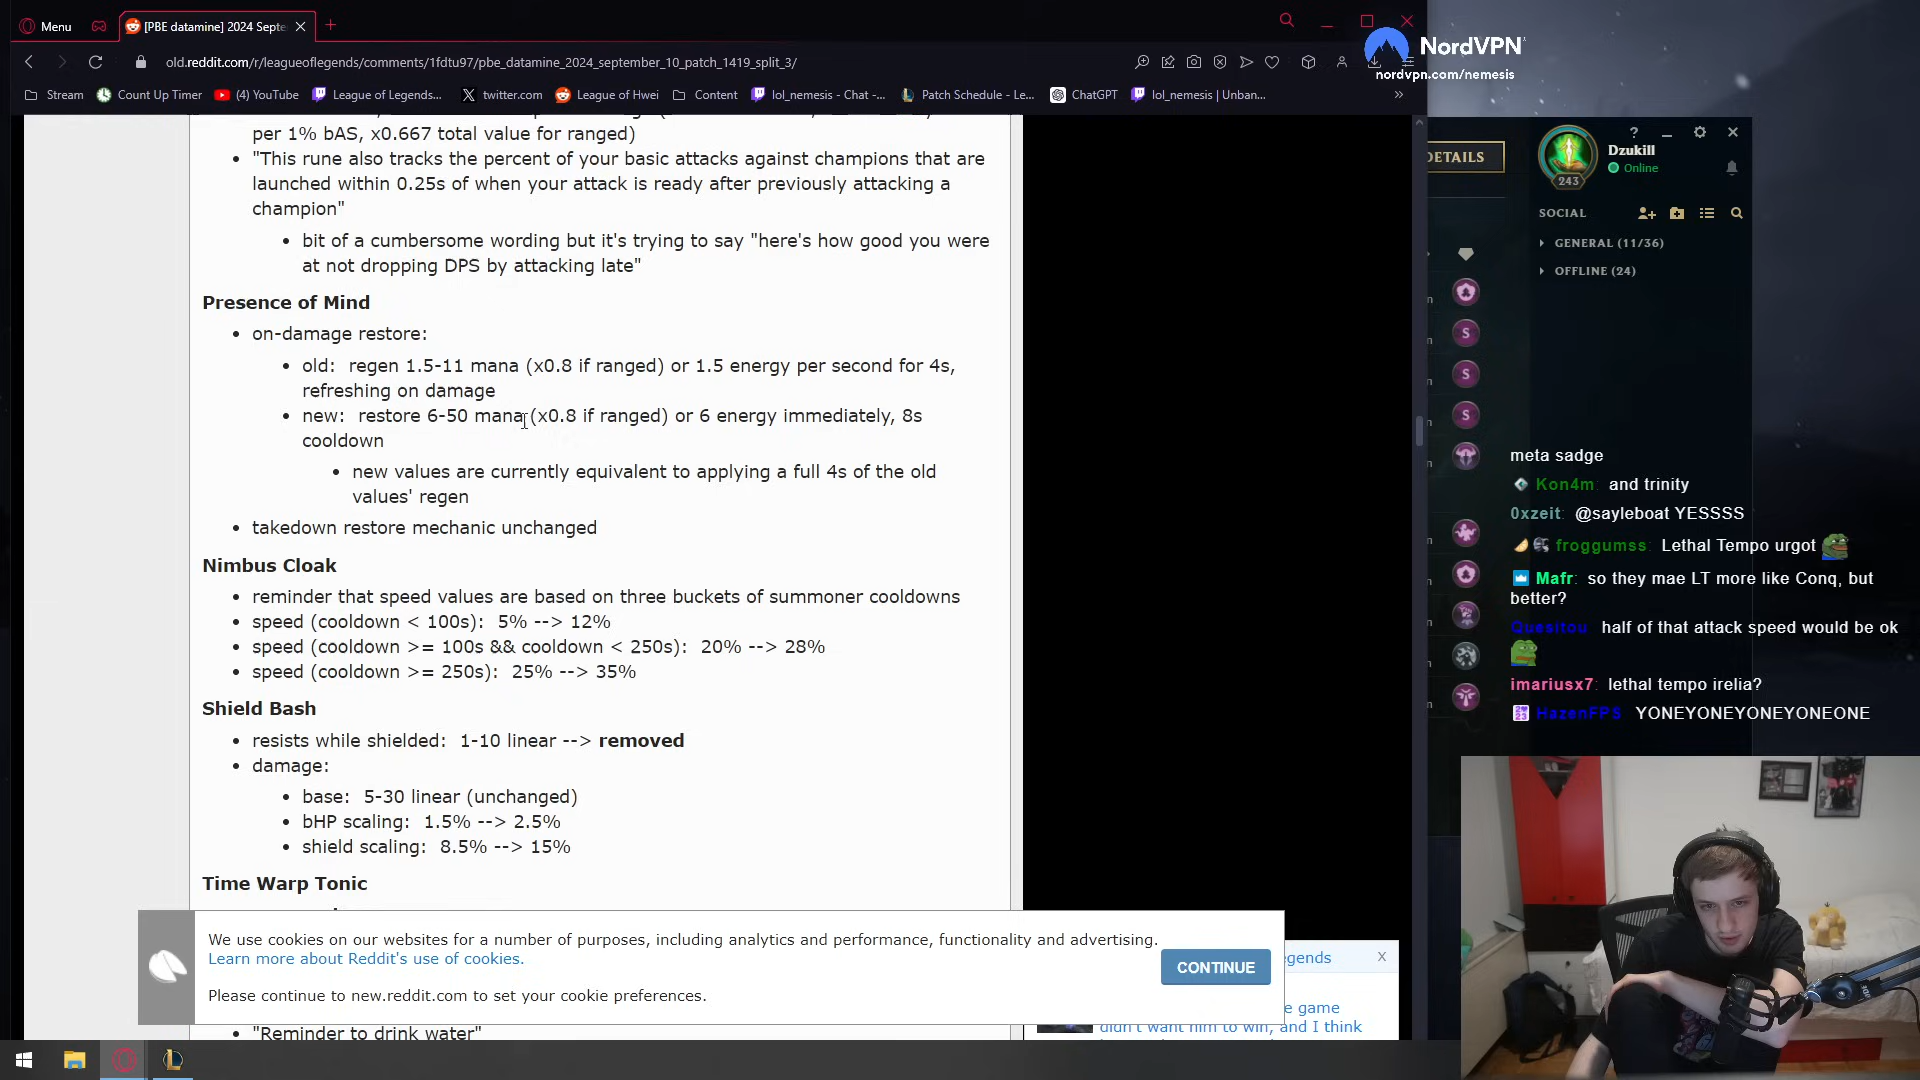 Menu
[PBE datamine] 2024 Septe
NordVPN
nordvpn.com/nemesis
old.reddit.com/r/leagueoflegends/comments/1fdtu97/pbe_datamine_2024_september_10_patch_1419_split_3/
Stream
Count Up Timer
(4) YouTube
League of Legends...
twitter.com
League of Hwei
Content
lol_nemesis - Chat -...
Patch Schedule - Le...
ChatGPT
lol_nemesis | Unban...
»
per 1% bAS, x0.667 total value for ranged)
• "This rune also tracks the percent of your basic attacks against champions that are
launched within 0.25s of when your attack is ready after previously attacking a
champion"
• bit of a cumbersome wording but it's trying to say "here's how good you were
at not dropping DPS by attacking late"
Presence of Mind
• on-damage restore:
• old: regen 1.5-11 mana (x0.8 if ranged) or 1.5 energy per second for 4s,
refreshing on damage
• new: restore 6-50 mana (x0.8 if ranged) or 6 energy immediately, 8s
cooldown
• new values are currently equivalent to applying a full 4s of the old
values' regen
• takedown restore mechanic unchanged
Nimbus Cloak
• reminder that speed values are based on three buckets of summoner cooldowns
• speed (cooldown < 100s): 5% --> 12%
• speed (cooldown >= 100s && cooldown < 250s): 20% --> 28%
• speed (cooldown >= 250s): 25% --> 35%
Shield Bash
• resists while shielded: 1-10 linear --> removed
• damage:
• base: 5-30 linear (unchanged)
• bHP scaling: 1.5% --> 2.5%
• shield scaling: 8.5% --> 15%
Time Warp Tonic
We use cookies on our websites for a number of purposes, including analytics and performance, functionality and advertising.
Learn more about Reddit's use of cookies.
Please continue to new.reddit.com to set your cookie preferences.
CONTINUE
• "Reminder to drink water"
egends
X
e game
didn't want him to win, and I think
DETAILS
?
Dzukill
Online
243
SOCIAL
GENERAL (11/36)
OFFLINE (24)
S
S
S
meta sadge
Kon4m: and trinity
0xzeit: @sayleboat YESSSS
froggumss: Lethal Tempo urgot
Mafr: so they mae LT more like Conq, but
better?
Quesitou: half of that attack speed would be ok
imariusx7: lethal tempo irelia?
HazenFPS: YONEYONEYONEYONEONE